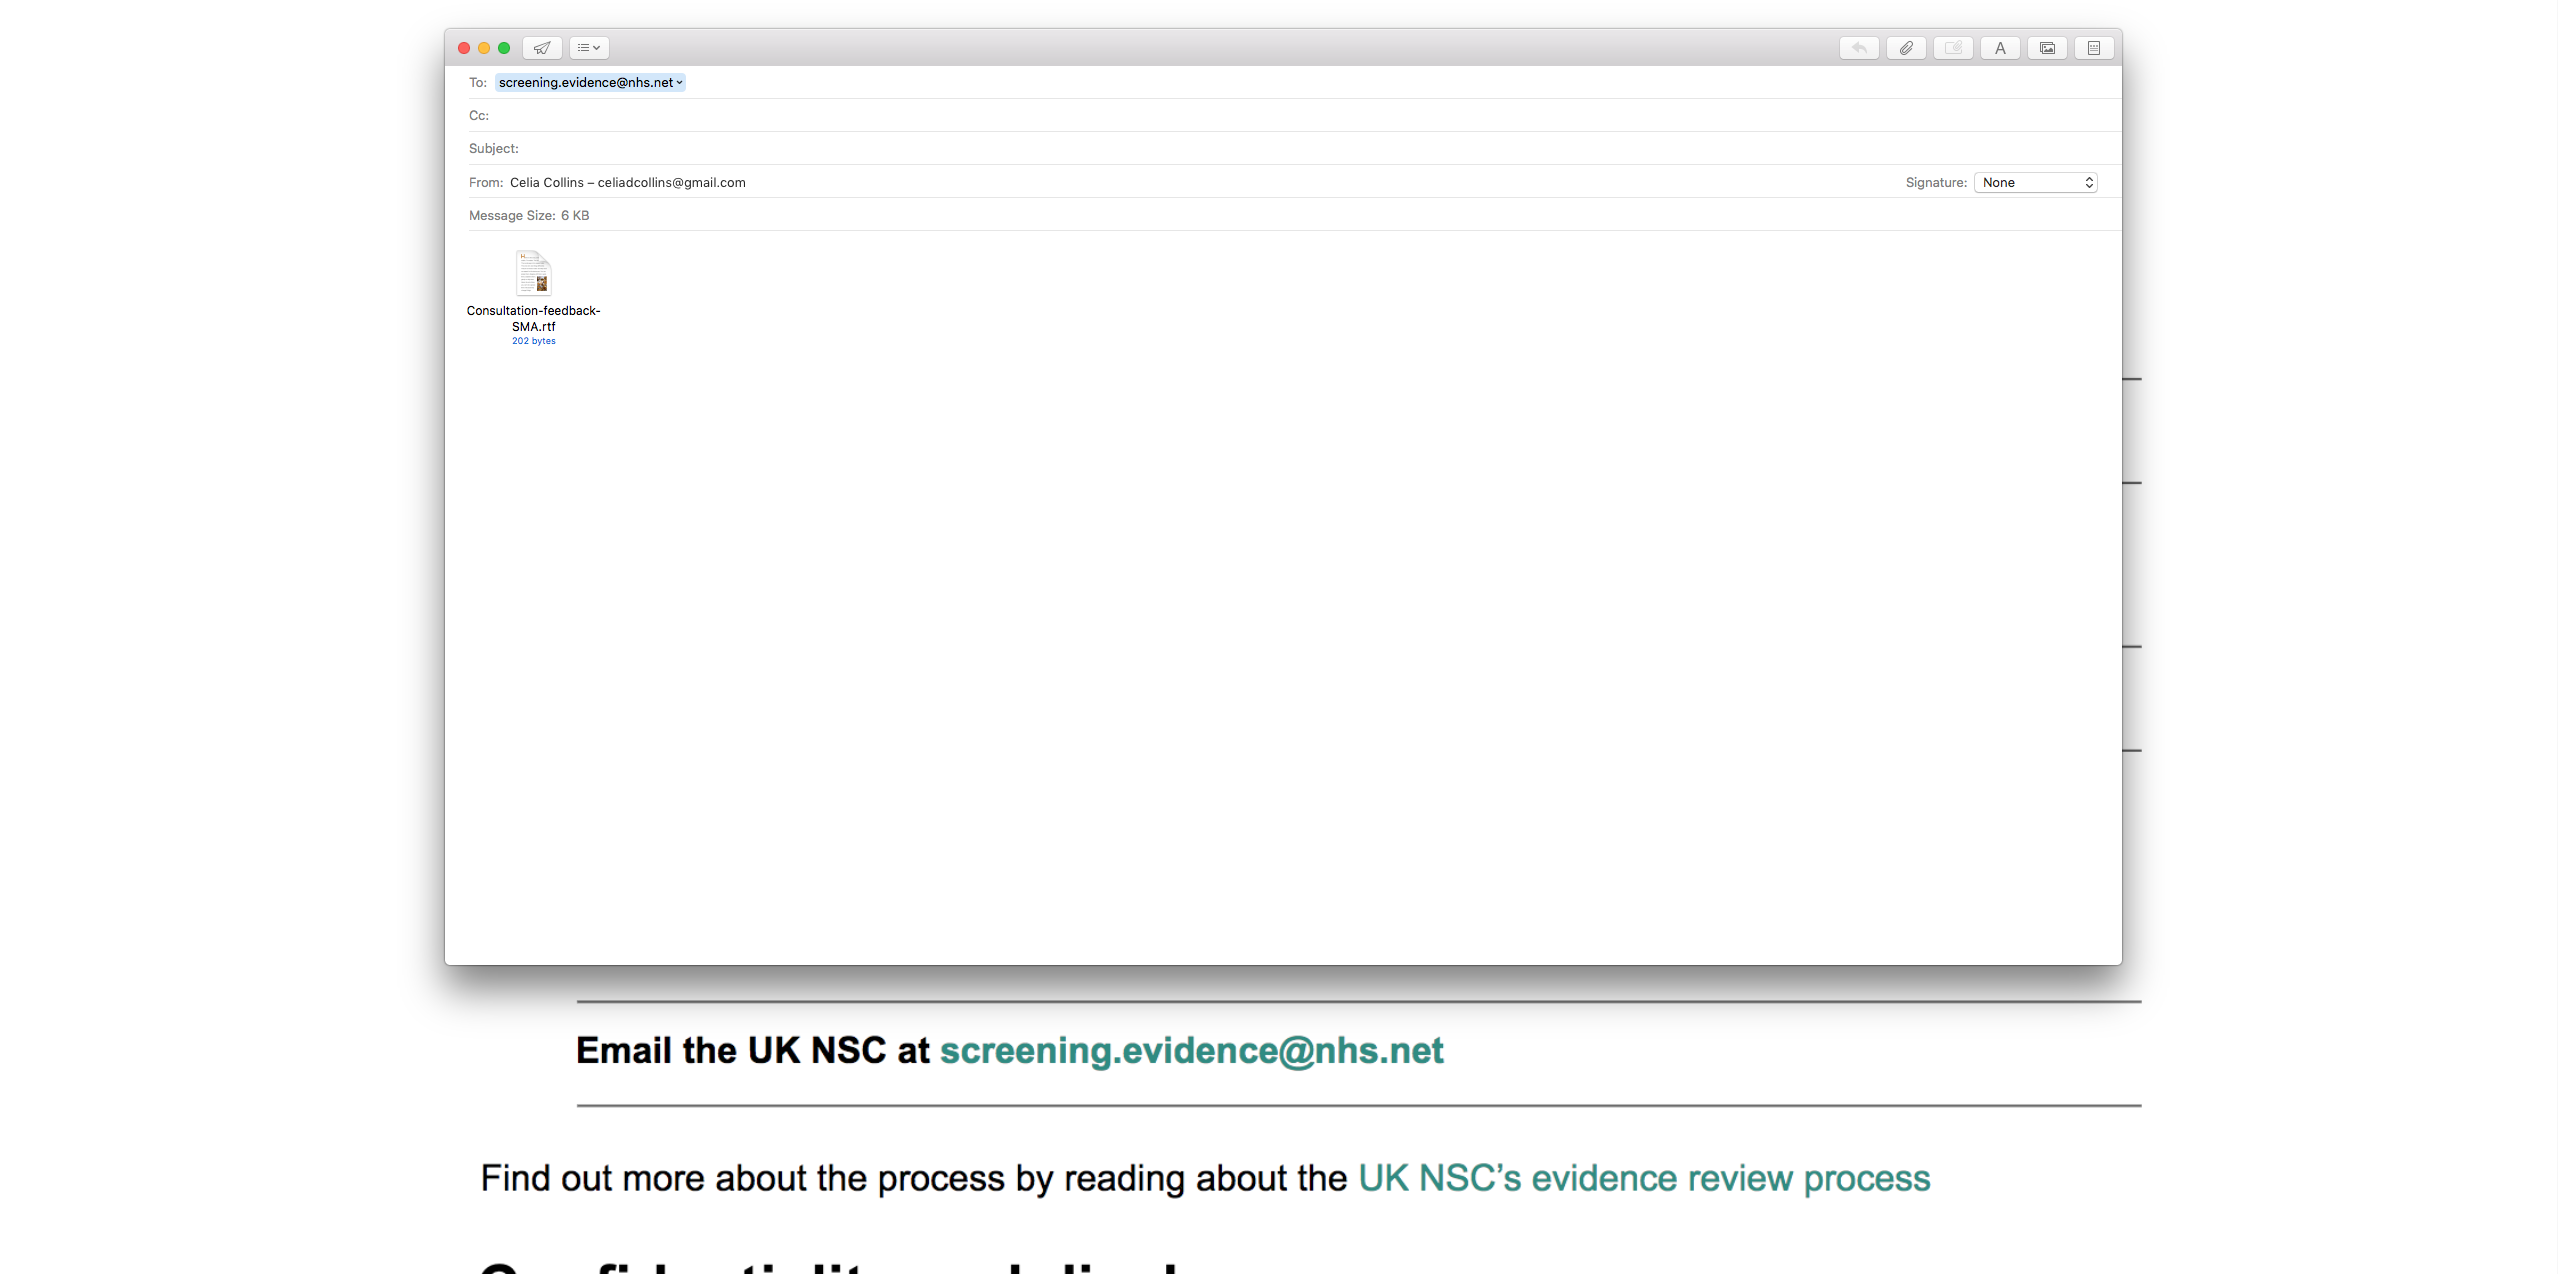 To: screening.evidence@nhs.net
Cc:
Subject:
From: Celia Collins – celiadcollins@gmail.com
Signature: None
Message Size: 6 KB
Consultation-feedback-
SMA.rtf
202 bytes
Email the UK NSC at screening.evidence@nhs.net
Find out more about the process by reading about the UK NSC’s evidence review process